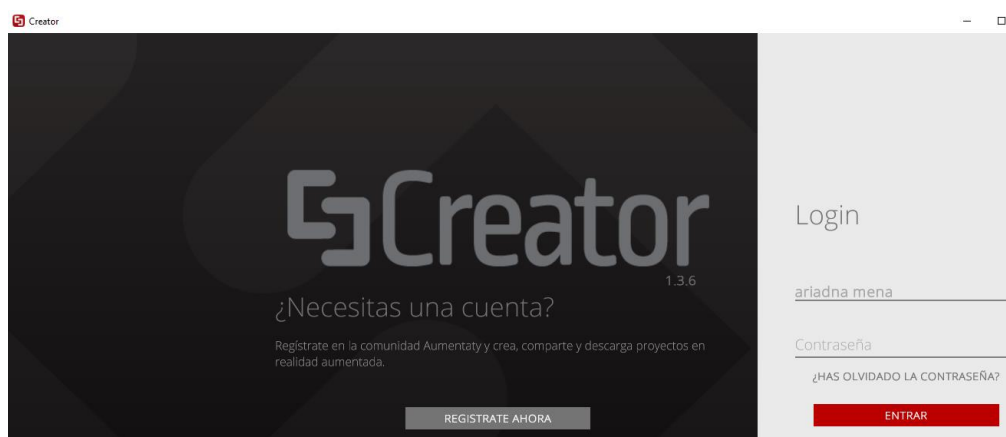 Creator
Creator
1.3.6
¿Necesitas una cuenta?
Regístrate en la comunidad Aumentaty y crea, comparte y descarga proyectos en
realidad aumentada.
REGISTRATE AHORA
Login
ariadna mena
Contraseña
¿HAS OLVIDADO LA CONTRASEÑA?
ENTRAR